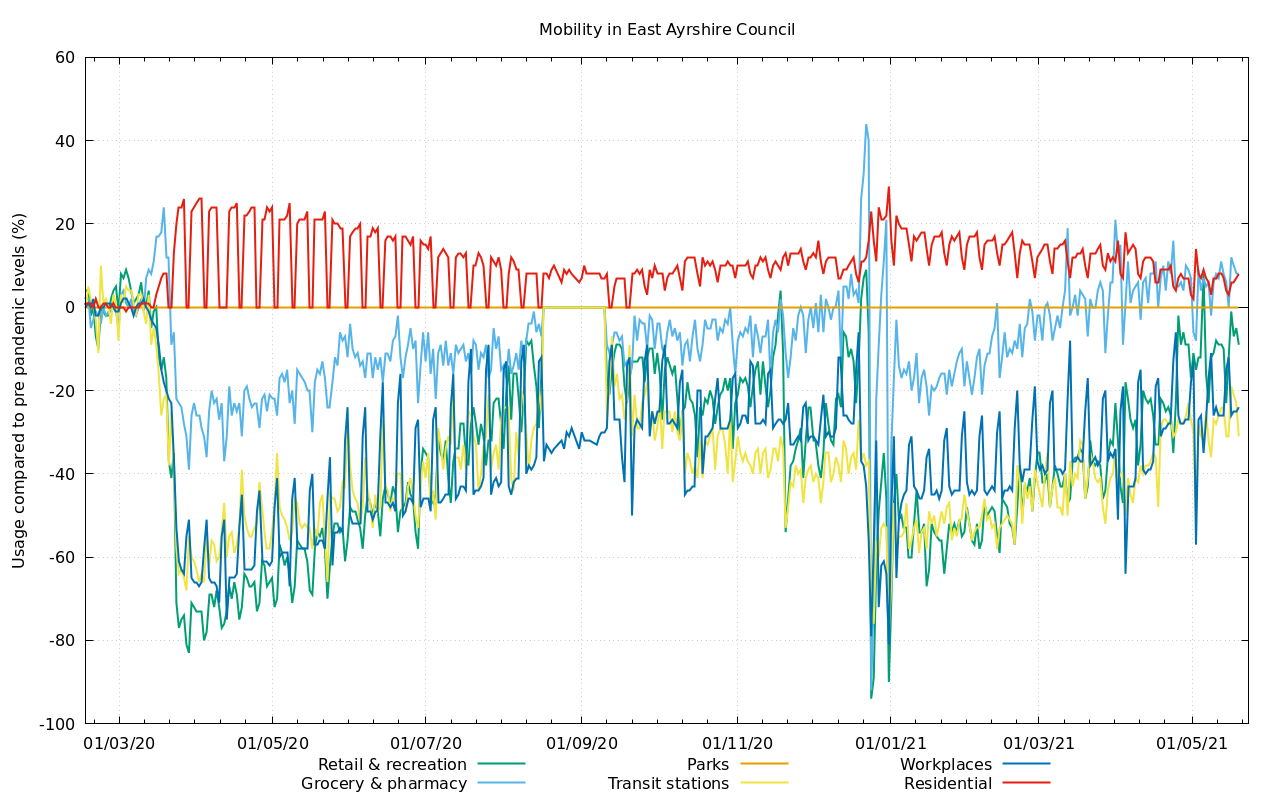 Mobility in East Ayrshire Council
Usage compared to pre pandemic levels (%)
60
40
20
0
-20
-40
-60
-80
-100
01/03/20 01/05/20 01/07/20 01/09/20 01/11/20 01/01/21 01/03/21 01/05/21
Retail & recreation Parks Workplaces
Grocery & pharmacy Transit stations Residential